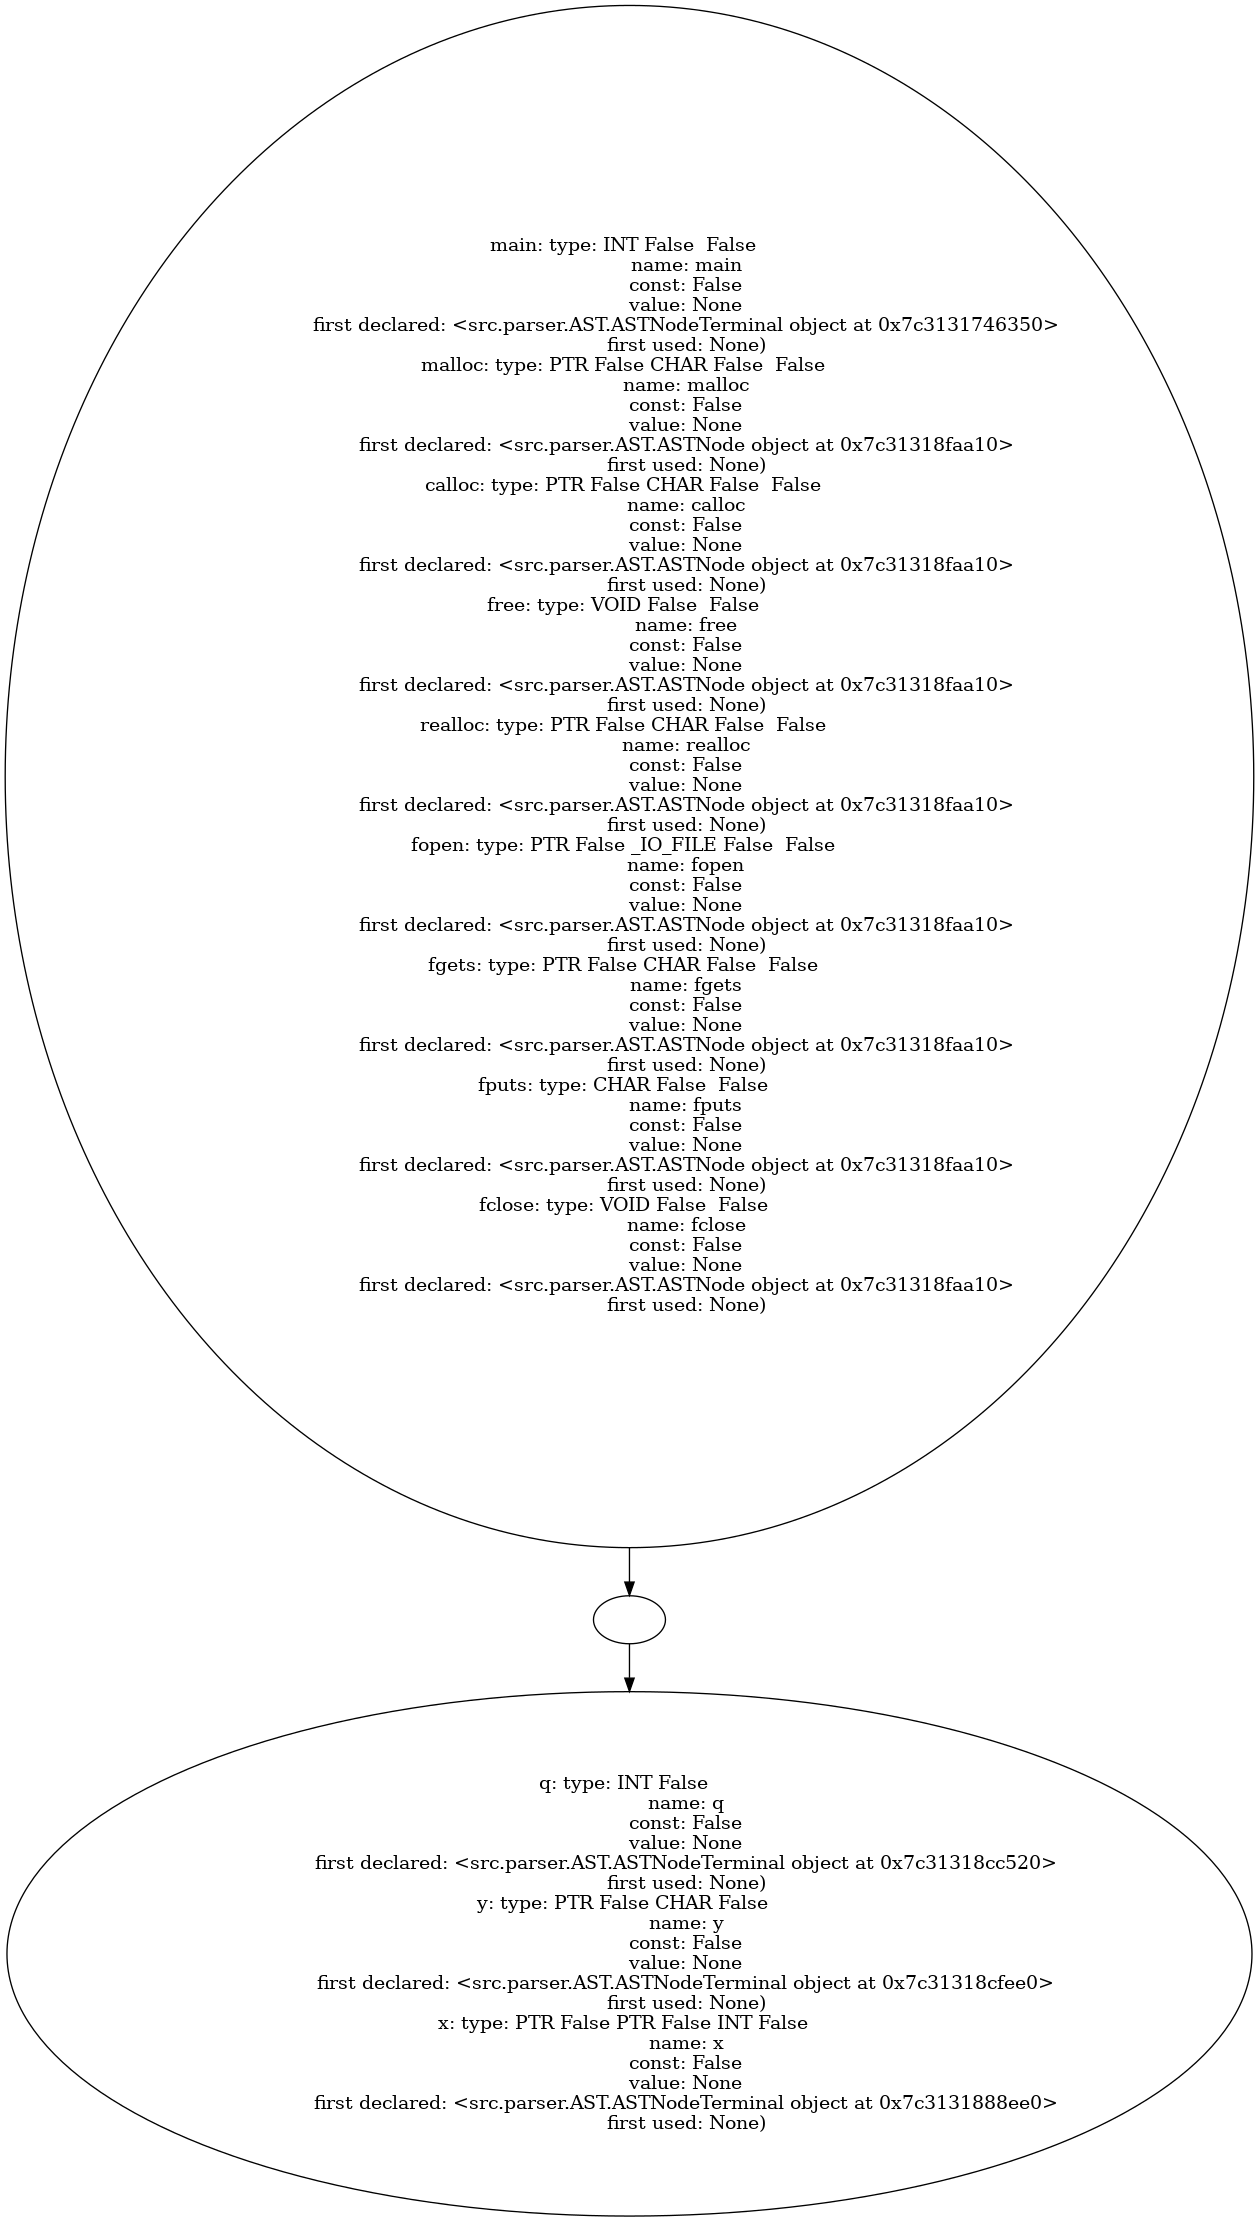 main: type: INT False  False
name: main
const: False
value: None
first declared: <src.parser.AST.ASTNodeTerminal object at 0x7c3131746350>
first used: None)
malloc: type: PTR False CHAR False  False
name: malloc
const: False
value: None
first declared: <src.parser.AST.ASTNode object at 0x7c31318faa10>
first used: None)
calloc: type: PTR False CHAR False  False
name: calloc
const: False
value: None
first declared: <src.parser.AST.ASTNode object at 0x7c31318faa10>
first used: None)
free: type: VOID False  False
name: free
const: False
value: None
first declared: <src.parser.AST.ASTNode object at 0x7c31318faa10>
first used: None)
realloc: type: PTR False CHAR False  False
name: realloc
const: False
value: None
first declared: <src.parser.AST.ASTNode object at 0x7c31318faa10>
first used: None)
fopen: type: PTR False _IO_FILE False  False
name: fopen
const: False
value: None
first declared: <src.parser.AST.ASTNode object at 0x7c31318faa10>
first used: None)
fgets: type: PTR False CHAR False  False
name: fgets
const: False
value: None
first declared: <src.parser.AST.ASTNode object at 0x7c31318faa10>
first used: None)
fputs: type: CHAR False  False
name: fputs
const: False
value: None
first declared: <src.parser.AST.ASTNode object at 0x7c31318faa10>
first used: None)
fclose: type: VOID False  False
name: fclose
const: False
value: None
first declared: <src.parser.AST.ASTNode object at 0x7c31318faa10>
first used: None)
q: type: INT False
name: q
const: False
value: None
first declared: <src.parser.AST.ASTNodeTerminal object at 0x7c31318cc520>
first used: None)
y: type: PTR False CHAR False
name: y
const: False
value: None
first declared: <src.parser.AST.ASTNodeTerminal object at 0x7c31318cfee0>
first used: None)
x: type: PTR False PTR False INT False
name: x
const: False
value: None
first declared: <src.parser.AST.ASTNodeTerminal object at 0x7c3131888ee0>
first used: None)